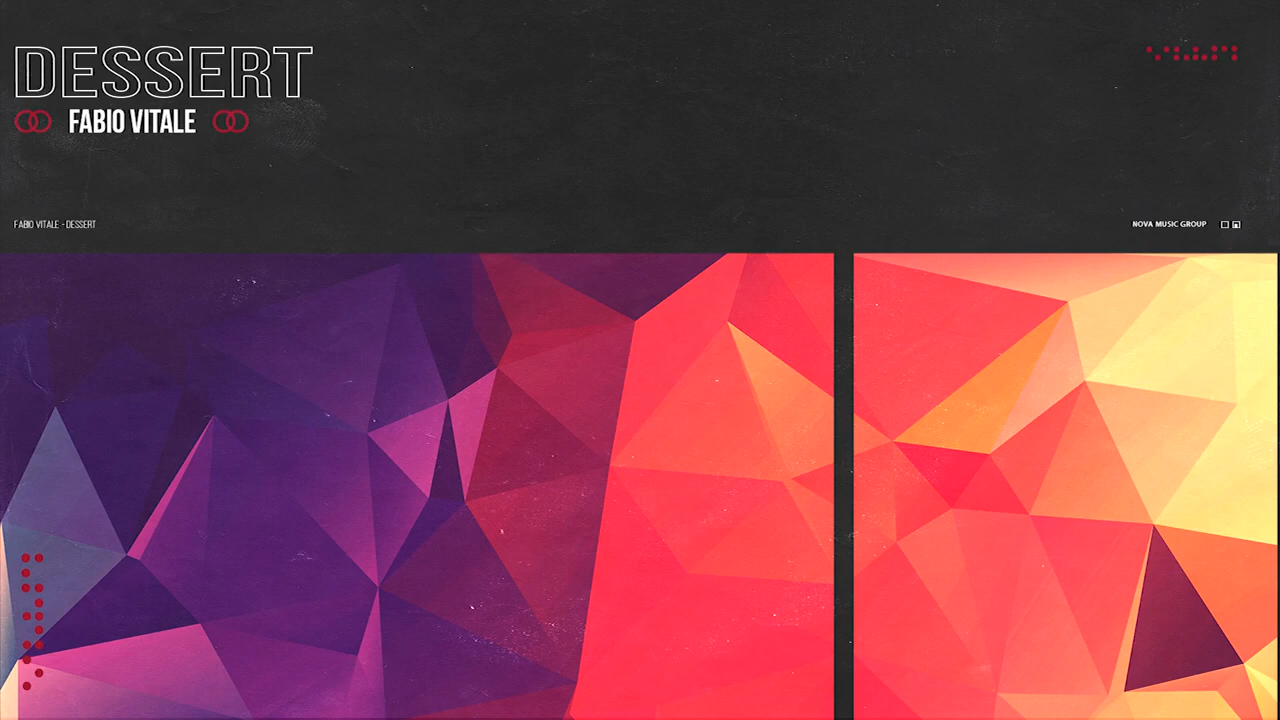 DESSERT
FABIO VITALE
FABIO VITALE - DESSERT
NOVA MUSIC GROUP